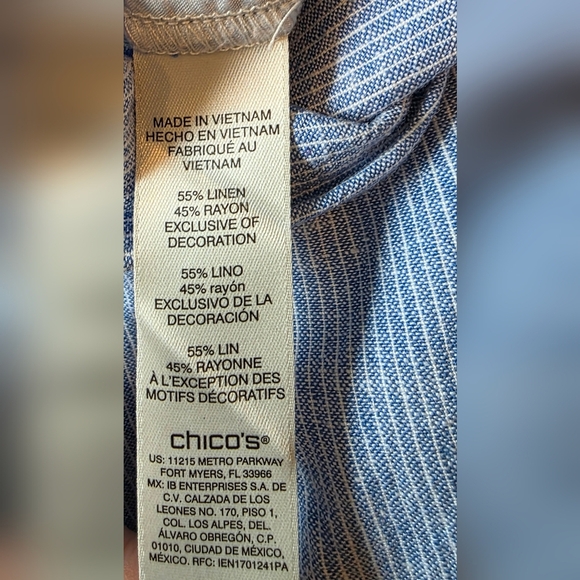 MADE IN VIETNAM
HECHO EN VIETNAM
FABRIQUÉ AU
VIETNAM
55% LINEN
45% RAYON
EXCLUSIVE OF
DECORATION
55% LINO
45% rayón
EXCLUSIVO DE LA
DECORACIÓN
55% LIN
45% RAYONNE
À L'EXCEPTION DES
MOTIFS DÉCORATIFS
chico's®
US: 11215 METRO PARKWAY
FORT MYERS, FL 33966
MX: IB ENTERPRISES S.A. DE
C.V. CALZADA DE LOS
LEONES NO. 170, PISO 1,
COL. LOS ALPES, DEL.
ÁLVARO OBREGÓN, C.P.
01010, CIUDAD DE MÉXICO,
MÉXICO. RFC: IEN1701241PA